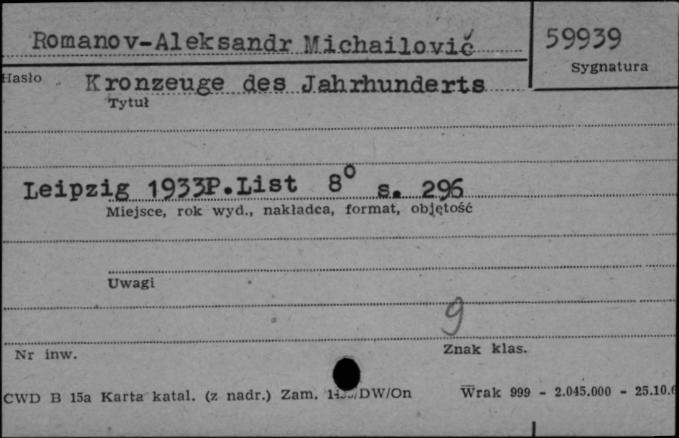 Romanov-Aleksandr Michailović 59939
Sygnatura
Hasło Kronzeuge des Jahrhunderts
Tytuł
Leipzig 1933P.List 8° s. 296
Miejsce, rok wyd., nakładca, format, objętość
Uwagi
9
Nr inw. Znak klas.
CWD B 15a Karta katal. (z nadr.) Zam. /DW/On Wrak 999 - 2.045.000 - 25.10.